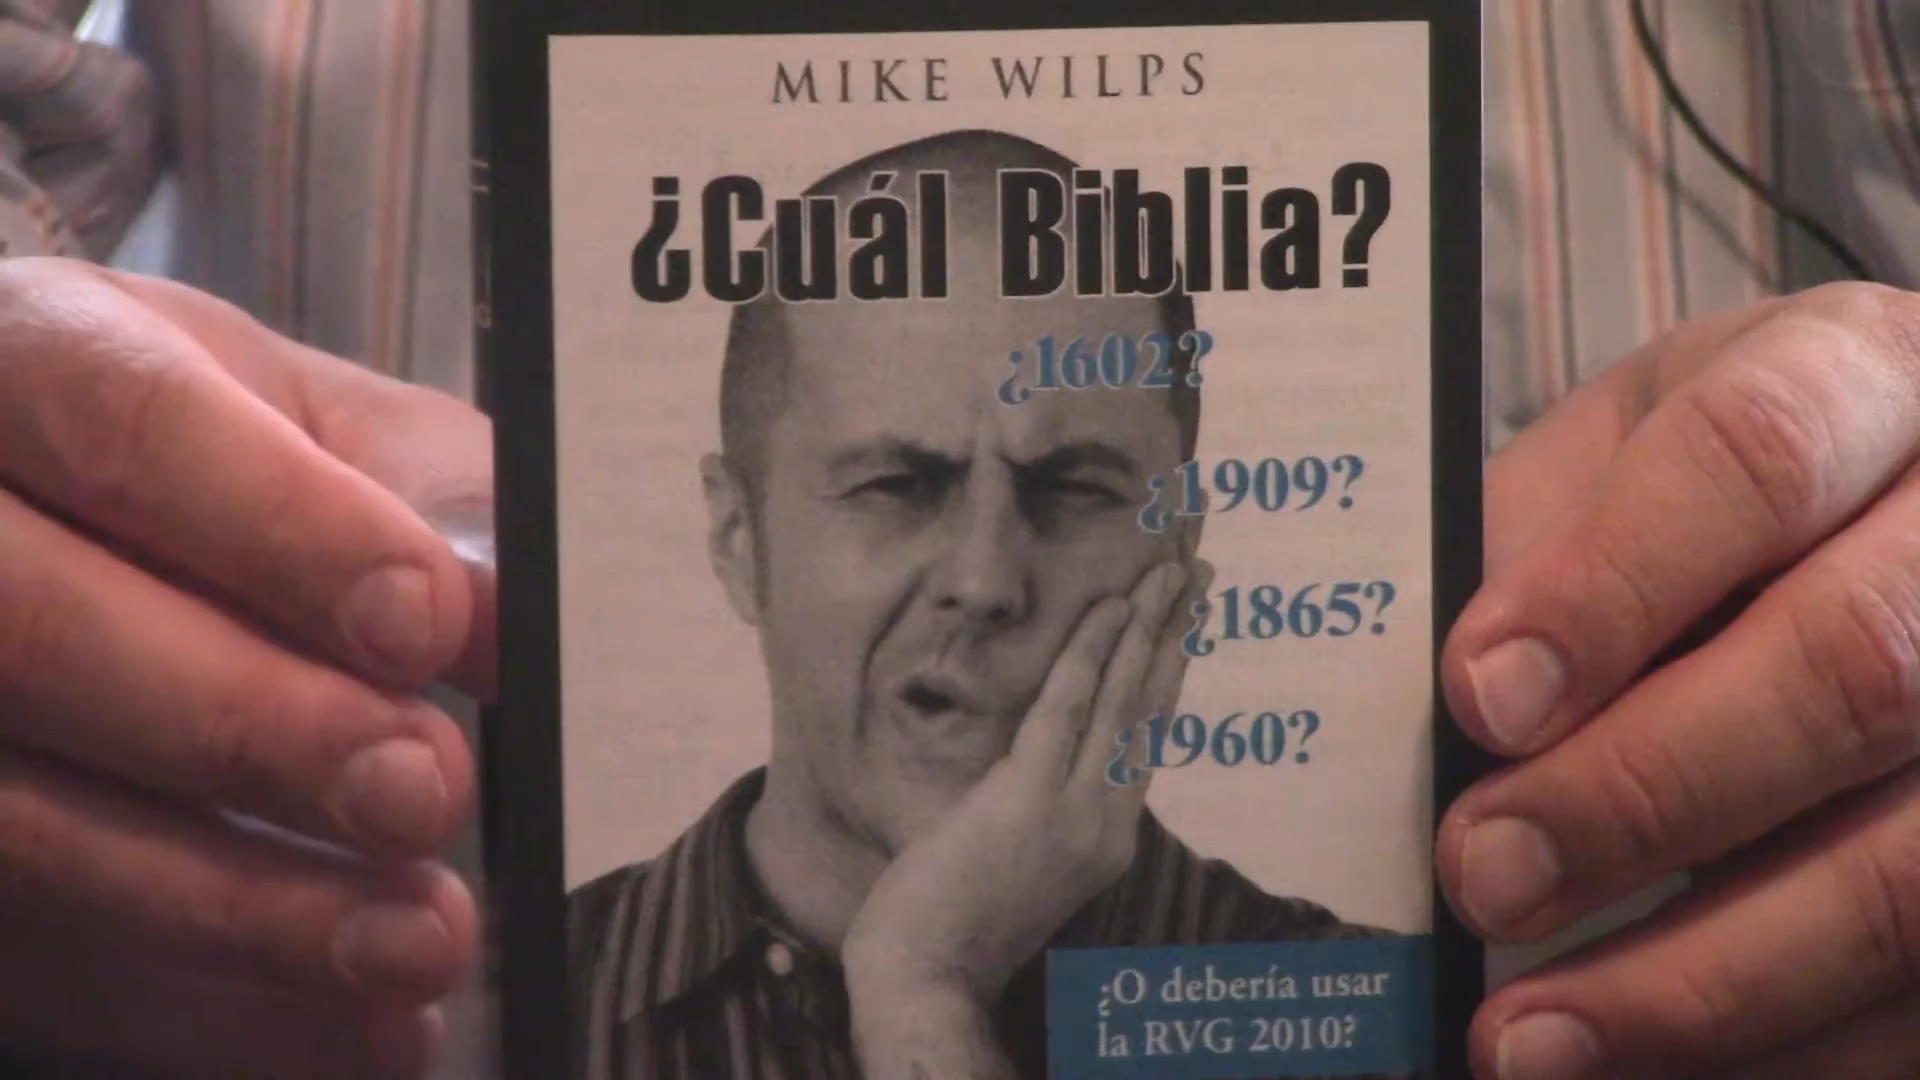 MIKE WILPS
¿Cuál Biblia?
¿1602?
¿1909?
¿1865?
¿1960?
¿O debería usar
la RVG 2010?